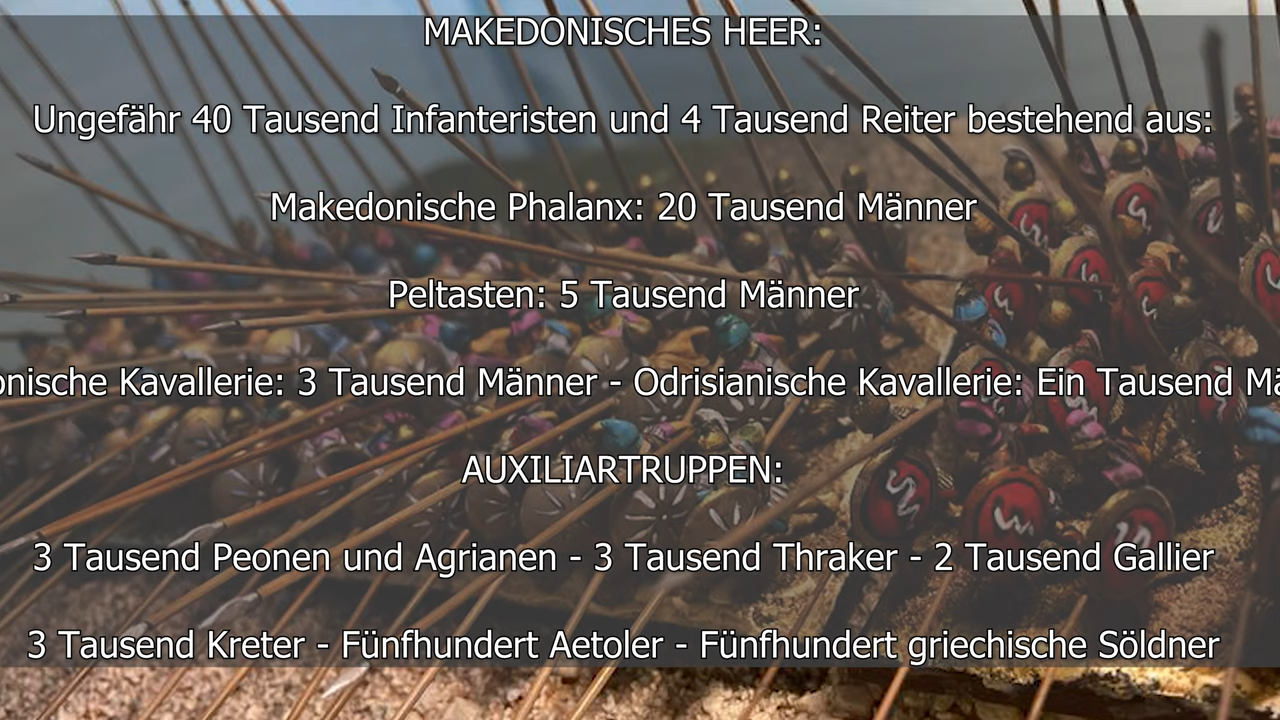 MAKEDONISCHES HEER:
Ungefähr 40 Tausend Infanteristen und 4 Tausend Reiter bestehend aus:
Makedonische Phalanx: 20 Tausend Männer
Peltasten: 5 Tausend Männer
Kavallerie: 3 Tausend Männer - Odrisianische Kavallerie: Ein Tausend
AUXILIARTRUPPEN:
3 Tausend Peonen und Agrianen - 3 Tausend Thraker - 2 Tausend Gallier
3 Tausend Kreter - Fünfhundert Aetoler - Fünfhundert griechische Söldner